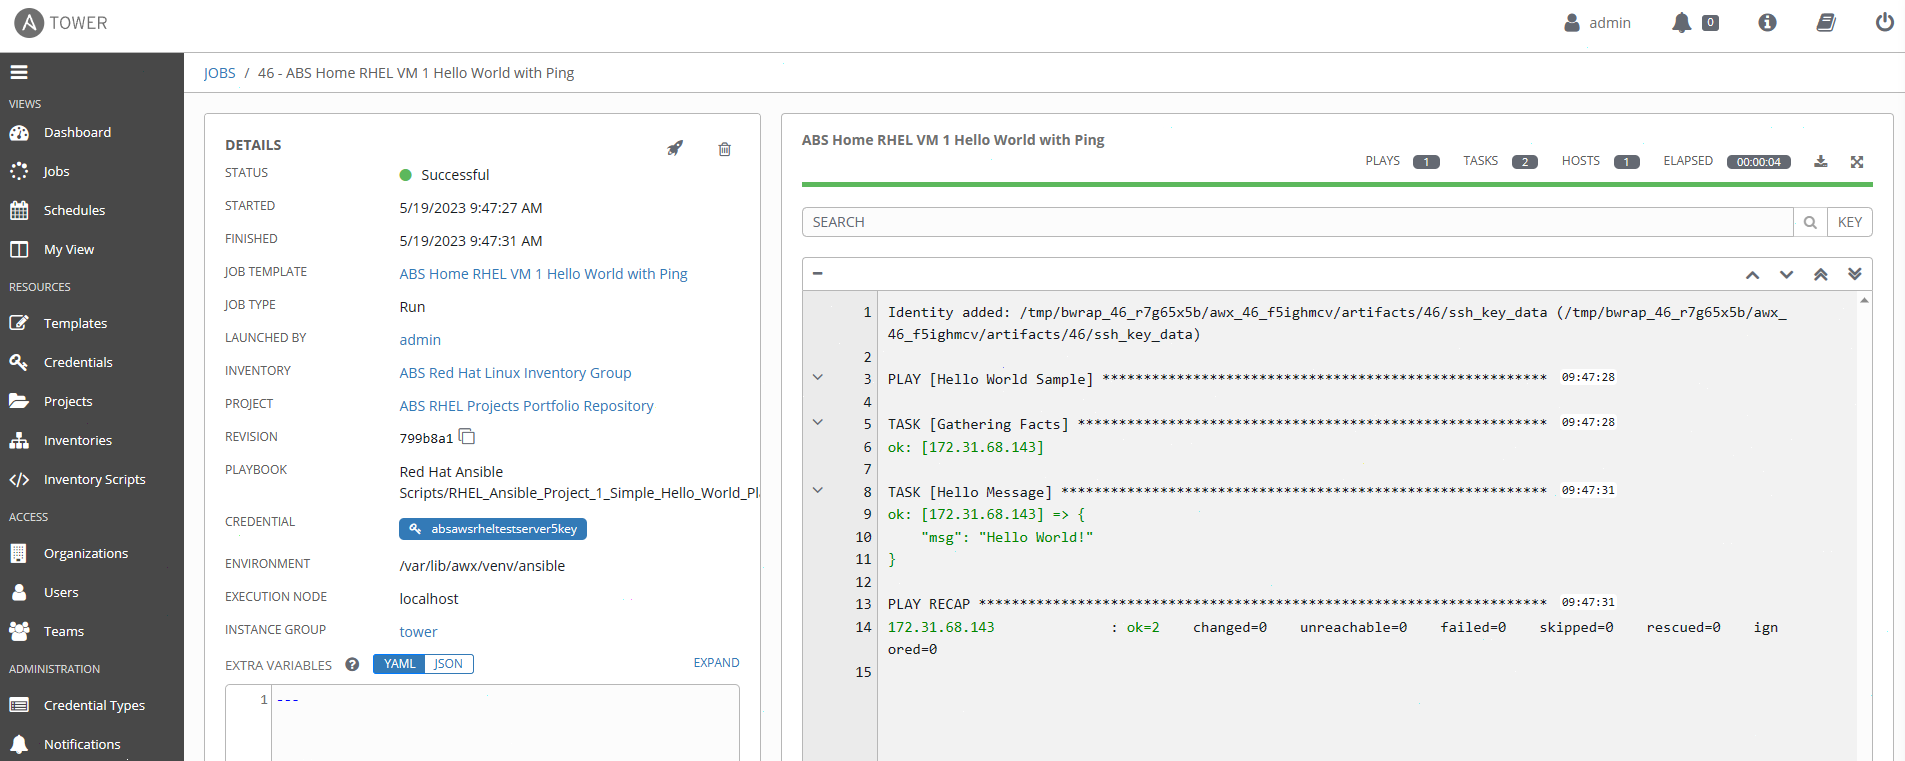 TOWER
admin
0
VIEWS
Dashboard
Jobs
Schedules
My View
RESOURCES
Templates
Credentials
Projects
Inventories
Inventory Scripts
ACCESS
Organizations
Users
Teams
ADMINISTRATION
Credential Types
Notifications
JOBS / 46 - ABS Home RHEL VM 1 Hello World with Ping
DETAILS
STATUS Successful
STARTED 5/19/2023 9:47:27 AM
FINISHED 5/19/2023 9:47:31 AM
JOB TEMPLATE ABS Home RHEL VM 1 Hello World with Ping
JOB TYPE Run
LAUNCHED BY admin
INVENTORY ABS Red Hat Linux Inventory Group
PROJECT ABS RHEL Projects Portfolio Repository
REVISION 799b8a1
PLAYBOOK Red Hat Ansible
Scripts/RHEL_Ansible_Project_1_Simple_Hello_World_Pl
CREDENTIAL absawsrheltestserver5key
ENVIRONMENT /var/lib/awx/venv/ansible
EXECUTION NODE localhost
INSTANCE GROUP tower
EXTRA VARIABLES ? YAML JSON EXPAND
1 ---
ABS Home RHEL VM 1 Hello World with Ping
PLAYS 1 TASKS 2 HOSTS 1 ELAPSED 00:00:04
SEARCH KEY
1 Identity added: /tmp/bwrap_46_r7g65x5b/awx_46_f5ighmcv/artifacts/46/ssh_key_data (/tmp/bwrap_46_r7g65x5b/awx_
46_f5ighmcv/artifacts/46/ssh_key_data)
2
3 PLAY [Hello World Sample] ****************************************************** 09:47:28
4
5 TASK [Gathering Facts] ********************************************************* 09:47:28
6 ok: [172.31.68.143]
7
8 TASK [Hello Message] *********************************************************** 09:47:31
9 ok: [172.31.68.143] => {
10 "msg": "Hello World!"
11 }
12
13 PLAY RECAP ********************************************************************* 09:47:31
14 172.31.68.143 : ok=2 changed=0 unreachable=0 failed=0 skipped=0 rescued=0 ign
ored=0
15